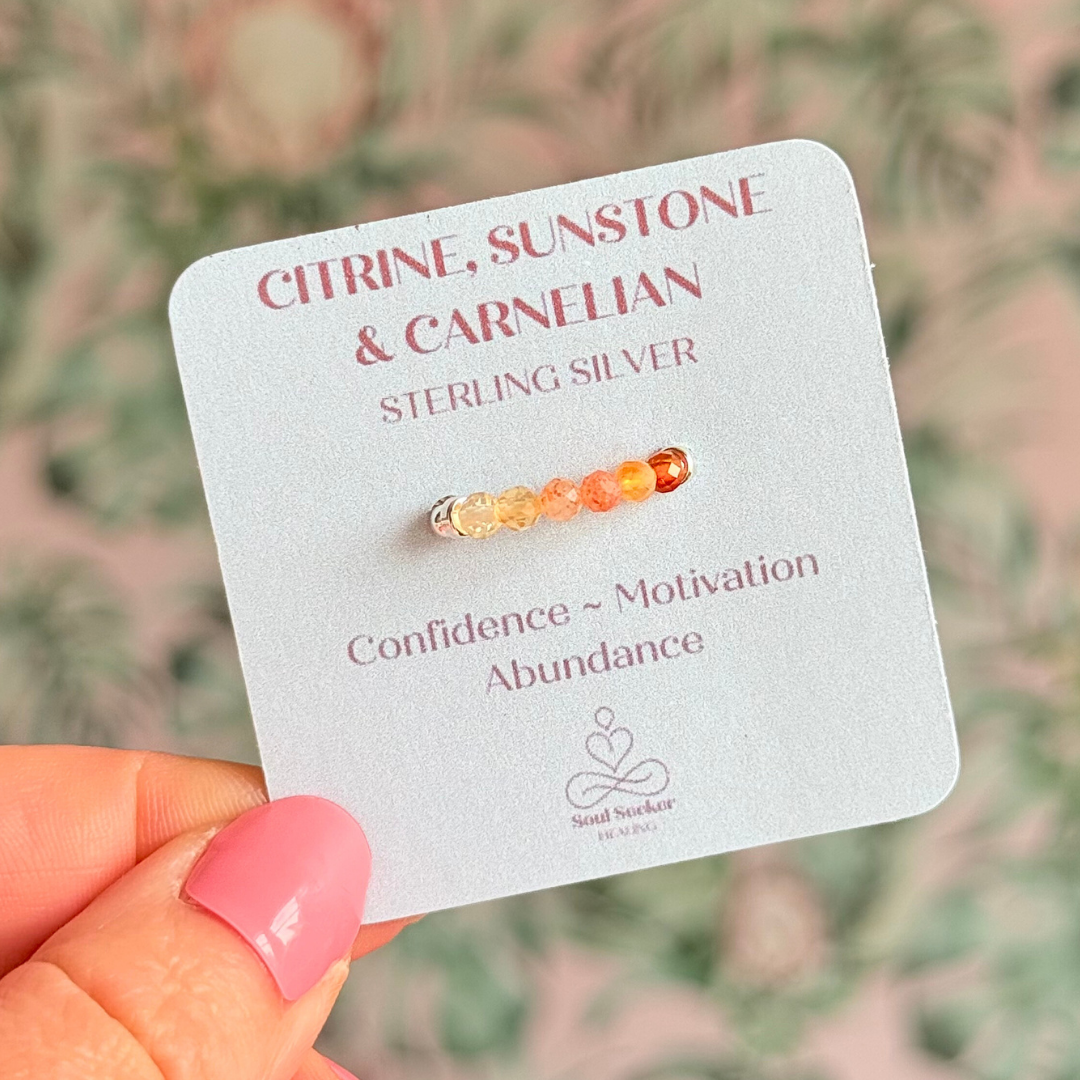 CITRINE, SUNSTONE
& CARNELIAN
STERLING SILVER
Confidence ~ Motivation
Abundance
Soul Seeker
HEALING